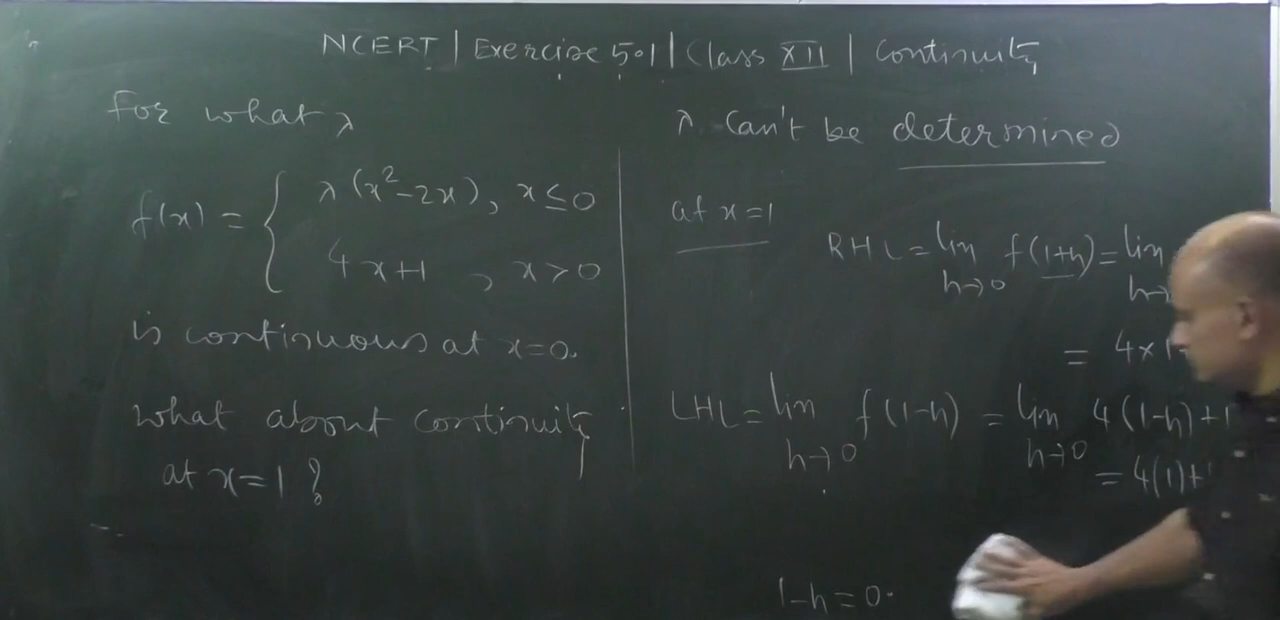 NCERT | Exercise 5.1 | Class XII | Continuity
For what λ
f(x) = { λ(x²-2x), x≤0
4x+1 , x>0
is continuous at x=0.
What about continuity
at x=1 ?
λ Can't be determined
at x=1
RHL = lim f(1+h) = lim
h→0 h→
= 4×1
LHL = lim f(1-h) = lim 4(1-h)+1
h→0 h→0
= 4(1)+
1-h=0.